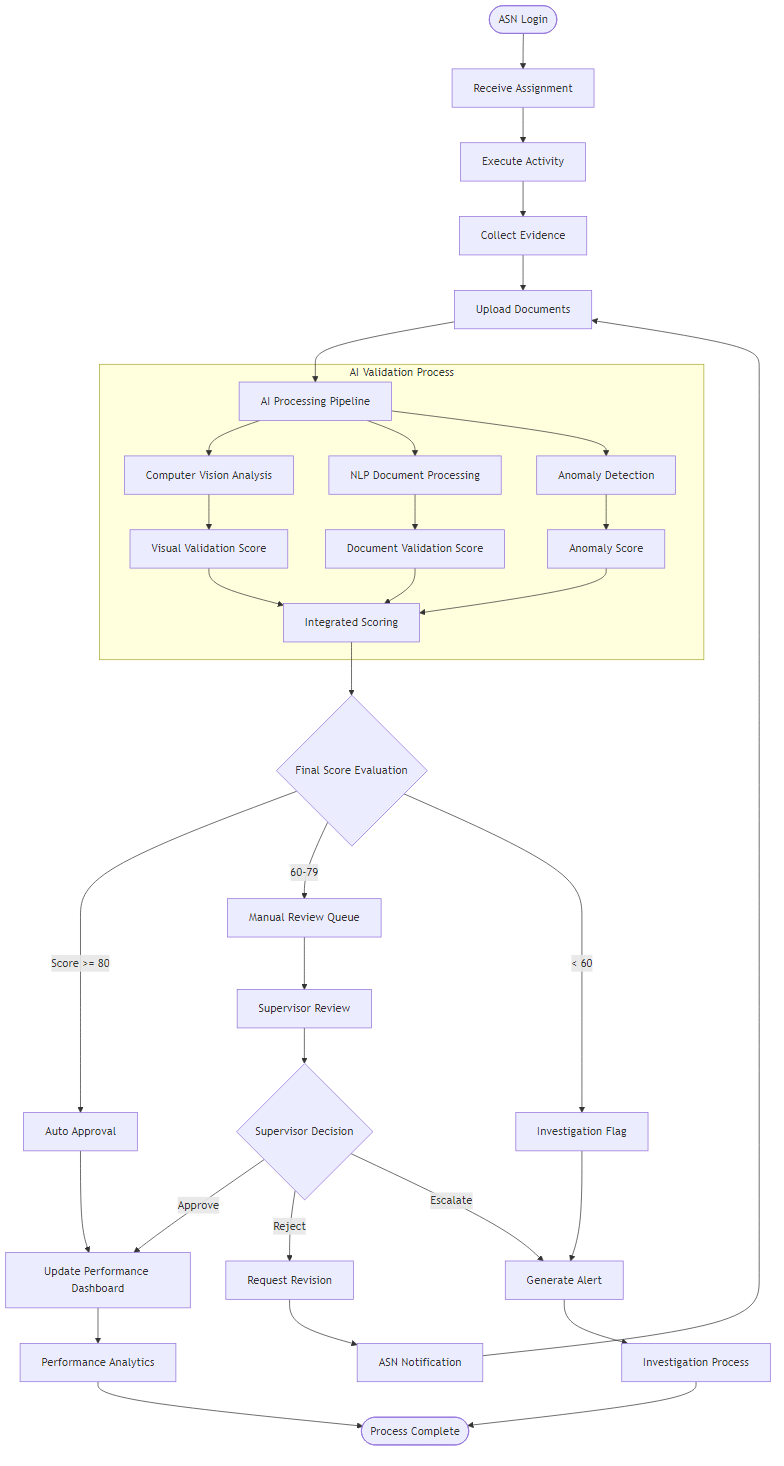 ASN Login
Receive Assignment
Execute Activity
Collect Evidence
Upload Documents
AI Validation Process
AI Processing Pipeline
Computer Vision Analysis
NLP Document Processing
Anomaly Detection
Visual Validation Score
Document Validation Score
Anomaly Score
Integrated Scoring
Final Score Evaluation
60-79
Manual Review Queue
Score >= 80
< 60
Supervisor Review
Auto Approval
Supervisor Decision
Investigation Flag
Approve
Reject
Escalate
Update Performance
Dashboard
Request Revision
Generate Alert
Performance Analytics
ASN Notification
Investigation Process
Process Complete